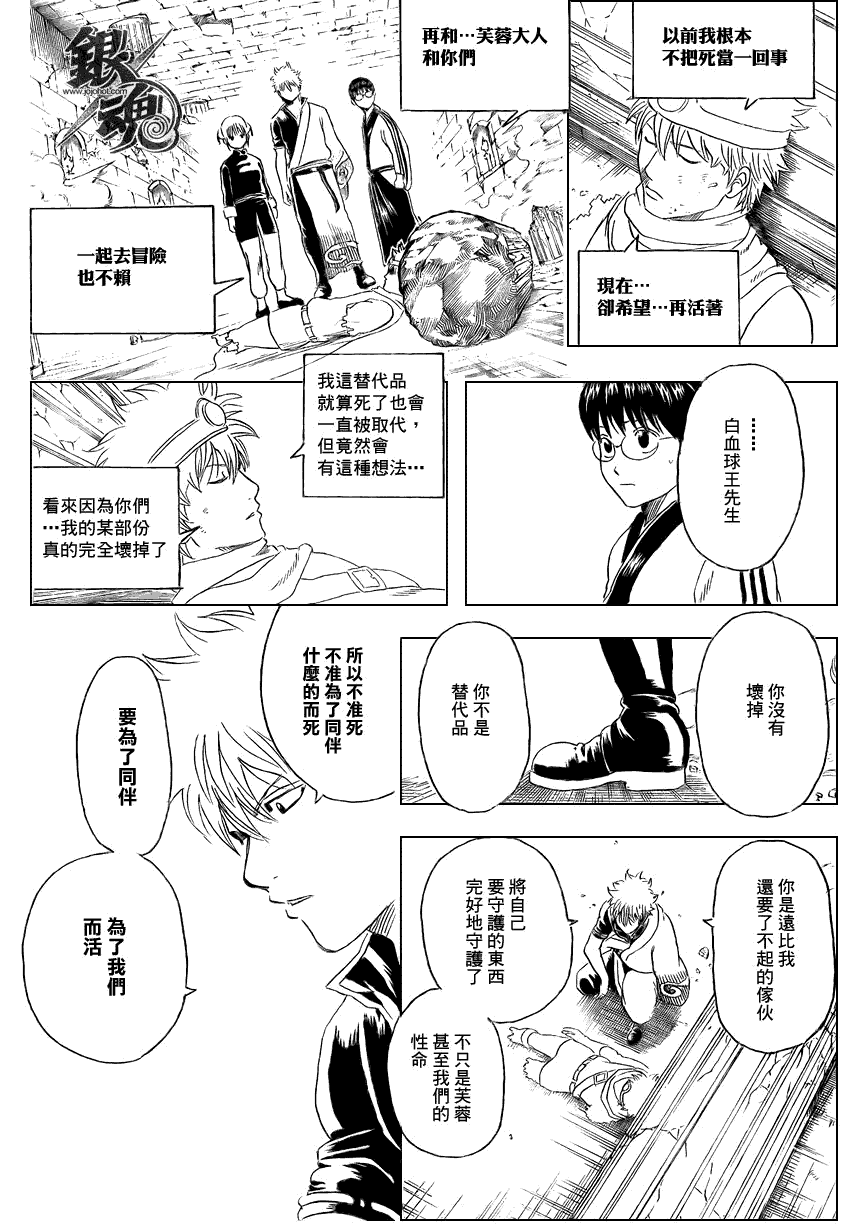 以前我根本
不把死當一回事
現在…
卻希望…再活著
再和…芙蓉大人
和你們
一起去冒險
也不賴
銀魂
www.jojohot.com
……
白血球王先生
我這替代品
就算死了也會
一直被取代，
但竟然會
有這種想法…
看來因為你們
…我的某部份
真的完全壞掉了
你沒有
壞掉
你不是
替代品
你是遠比我
還要了不起的傢伙
將自己
要守護的東西
完好地守護了
不只是芙蓉
甚至我們的
性命
所以不准死
不准為了同伴
什麼的而死
要為了同伴
為了我們
而活